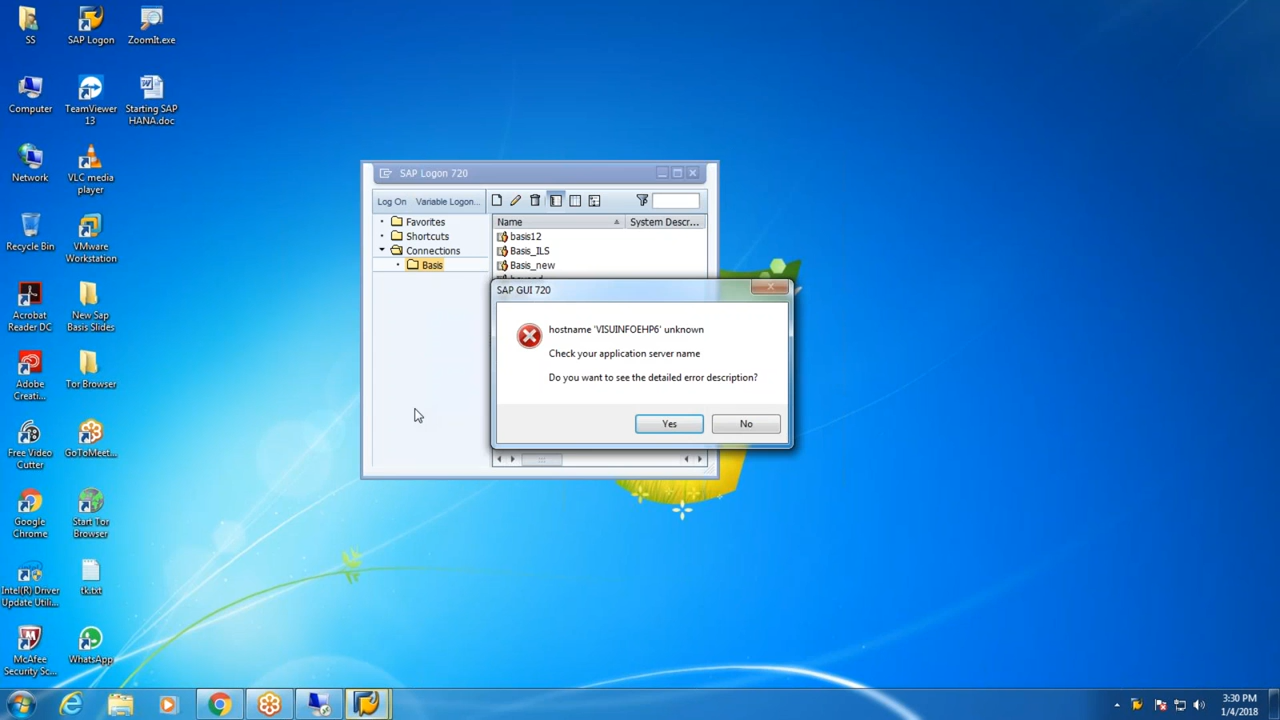 SS
SAP Logon
ZoomIt.exe
Computer
TeamViewer
13
Starting SAP
HANA.doc
Network
VLC media
player
Recycle Bin
VMware
Workstation
Acrobat
Reader DC
New Sap
Basis Slides
Adobe
Creati...
Tor Browser
Free Video
Cutter
GoToMeet...
Google
Chrome
Start Tor
Browser
Intel(R) Driver
Update Utili...
tk.txt
McAfee
Security Sc...
WhatsApp
SAP Logon 720
Log On
Variable Logon...
Favorites
Shortcuts
Connections
Basis
Name
System Descr...
basis12
Basis_ILS
Basis_new
SAP GUI 720
hostname 'VISUINFOEHP6' unknown
Check your application server name
Do you want to see the detailed error description?
Yes
No
3:30 PM
1/4/2018